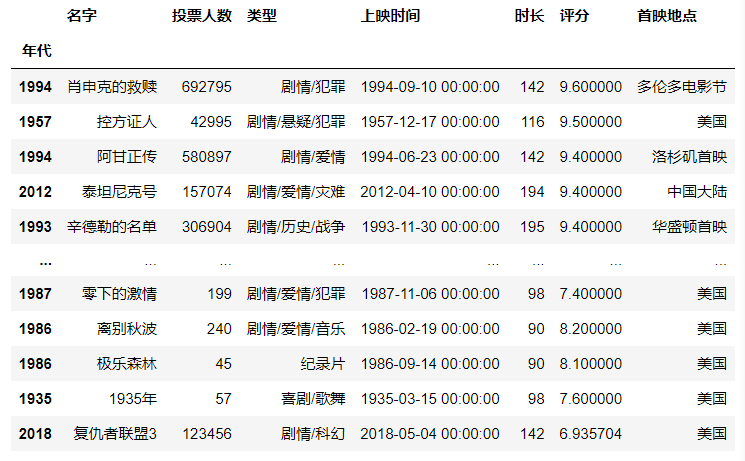 名字 投票人数 类型 上映时间 时长 评分 首映地点
年代
1994 肖申克的救赎 692795 剧情/犯罪 1994-09-10 00:00:00 142 9.600000 多伦多电影节
1957 控方证人 42995 剧情/悬疑/犯罪 1957-12-17 00:00:00 116 9.500000 美国
1994 阿甘正传 580897 剧情/爱情 1994-06-23 00:00:00 142 9.400000 洛杉矶首映
2012 泰坦尼克号 157074 剧情/爱情/灾难 2012-04-10 00:00:00 194 9.400000 中国大陆
1993 辛德勒的名单 306904 剧情/历史/战争 1993-11-30 00:00:00 195 9.400000 华盛顿首映
... ... ... ... ... ... ... ...
1987 零下的激情 199 剧情/爱情/犯罪 1987-11-06 00:00:00 98 7.400000 美国
1986 离别秋波 240 剧情/爱情/音乐 1986-02-19 00:00:00 90 8.200000 美国
1986 极乐森林 45 纪录片 1986-09-14 00:00:00 90 8.100000 美国
1935 1935年 57 喜剧/歌舞 1935-03-15 00:00:00 98 7.600000 美国
2018 复仇者联盟3 123456 剧情/科幻 2018-05-04 00:00:00 142 6.935704 美国